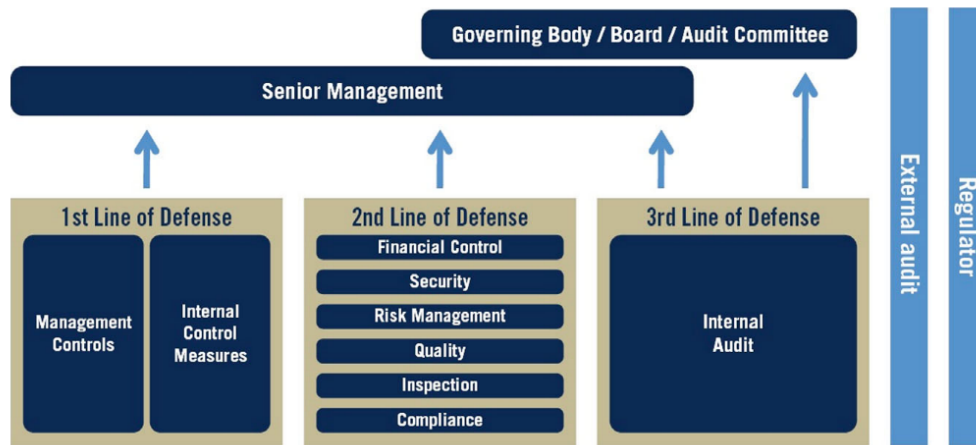 Governing Body / Board / Audit Committee
Senior Management
1st Line of Defense
Management
Controls
Internal
Control
Measures
2nd Line of Defense
Financial Control
Security
Risk Management
Quality
Inspection
Compliance
3rd Line of Defense
Internal
Audit
External audit
Regulator